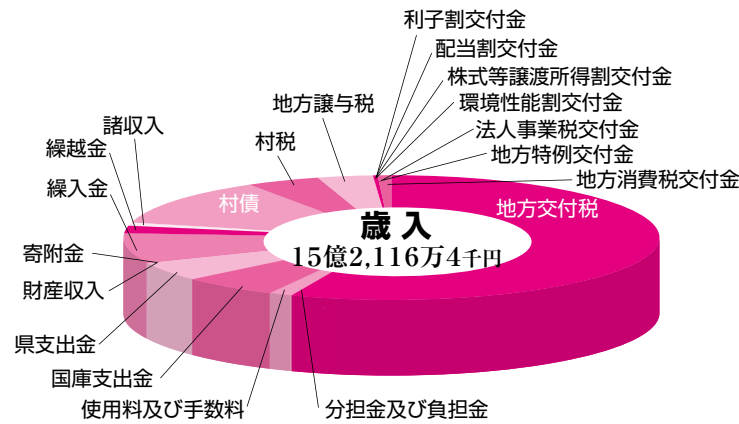 利子割交付金
配当割交付金
株式等譲渡所得割交付金
環境性能割交付金
法人事業税交付金
地方特例交付金
地方消費税交付金
地方交付税
地方譲与税
村税
諸収入
繰越金
繰入金
村債
歳入
15億2,116万4千円
寄附金
財産収入
県支出金
国庫支出金
使用料及び手数料
分担金及び負担金